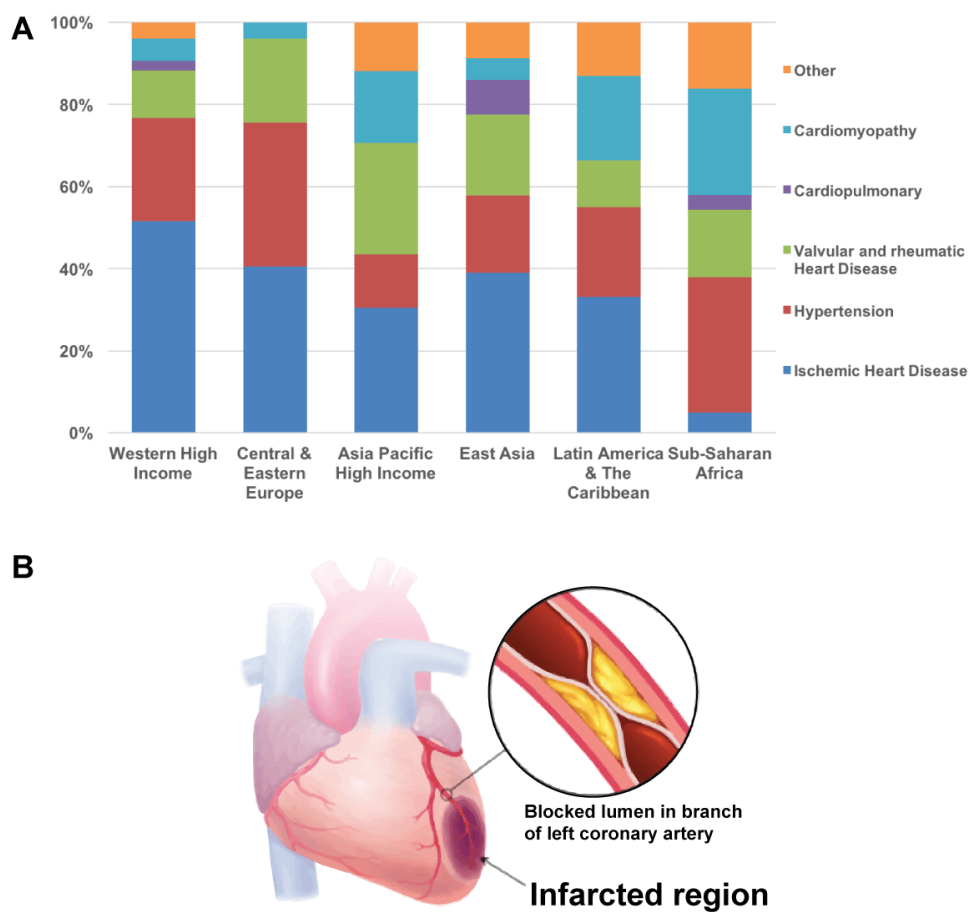 A
100%
80%
60%
40%
20%
0%
Western High
Income
Central &
Eastern
Europe
Asia Pacific
High Income
East Asia
Latin America
& The
Caribbean
Sub-Saharan
Africa
Other
Cardiomyopathy
Cardiopulmonary
Valvular and rheumatic
Heart Disease
Hypertension
Ischemic Heart Disease
B
Blocked lumen in branch
of left coronary artery
Infarcted region